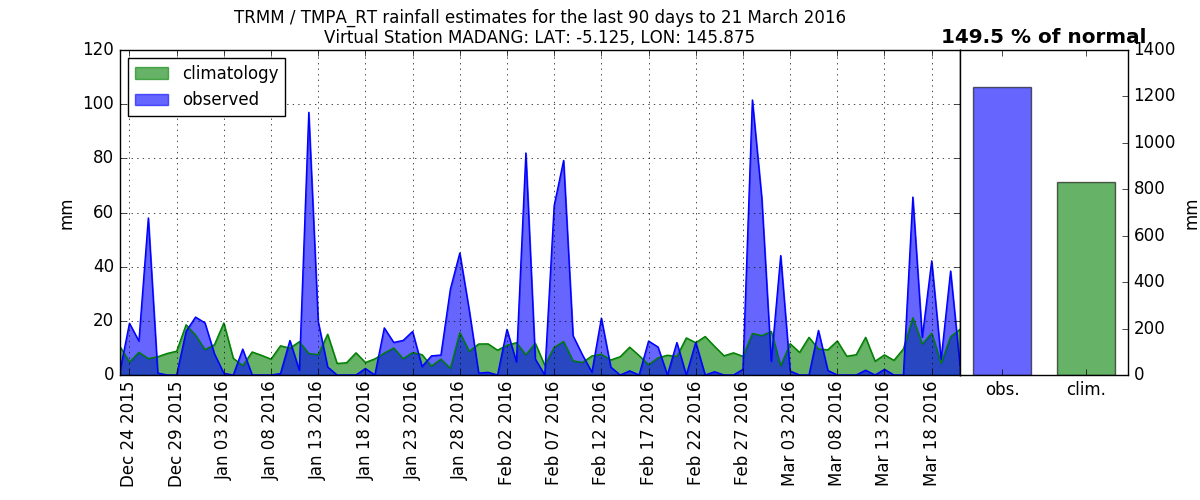 TRMM / TMPA_RT rainfall estimates for the last 90 days to 21 March 2016
Virtual Station MADANG: LAT: -5.125, LON: 145.875
149.5 % of normal
climatology
observed
mm
120
100
80
60
40
20
0
1400
1200
1000
800
600
400
200
0
mm
Dec 24 2015
Dec 29 2015
Jan 03 2016
Jan 08 2016
Jan 13 2016
Jan 18 2016
Jan 23 2016
Jan 28 2016
Feb 02 2016
Feb 07 2016
Feb 12 2016
Feb 17 2016
Feb 22 2016
Feb 27 2016
Mar 03 2016
Mar 08 2016
Mar 13 2016
Mar 18 2016
obs.
clim.